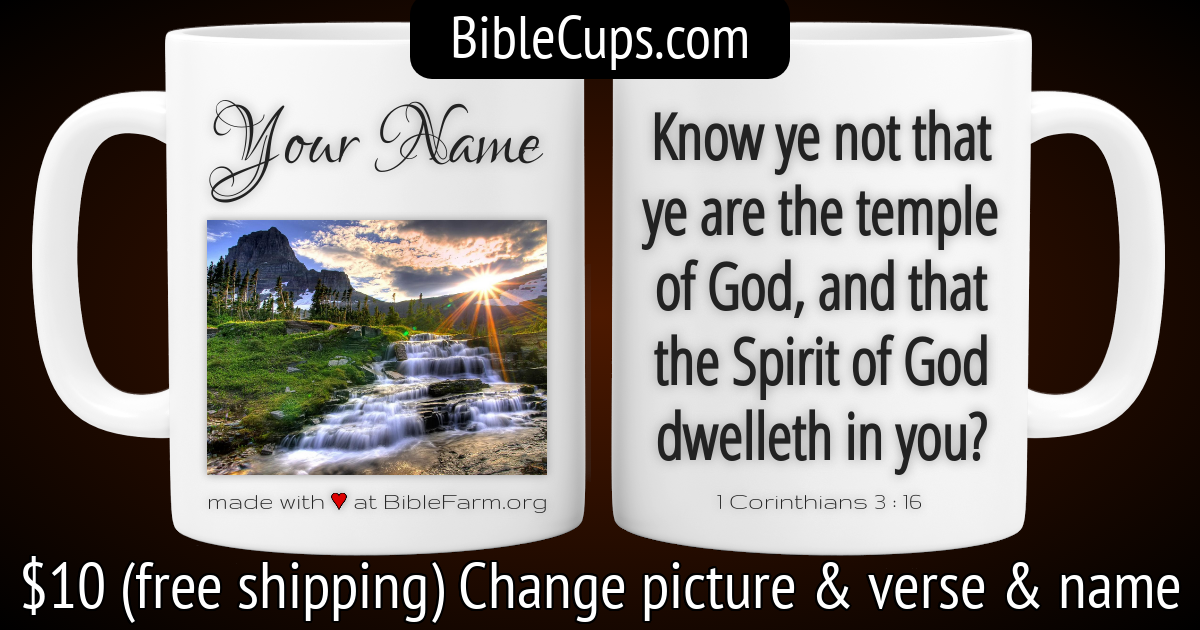 BibleCups.com
Your Name
made with ♥ at BibleFarm.org
Know ye not that
ye are the temple
of God, and that
the Spirit of God
dwelleth in you?
1 Corinthians 3 : 16
$10 (free shipping) Change picture & verse & name